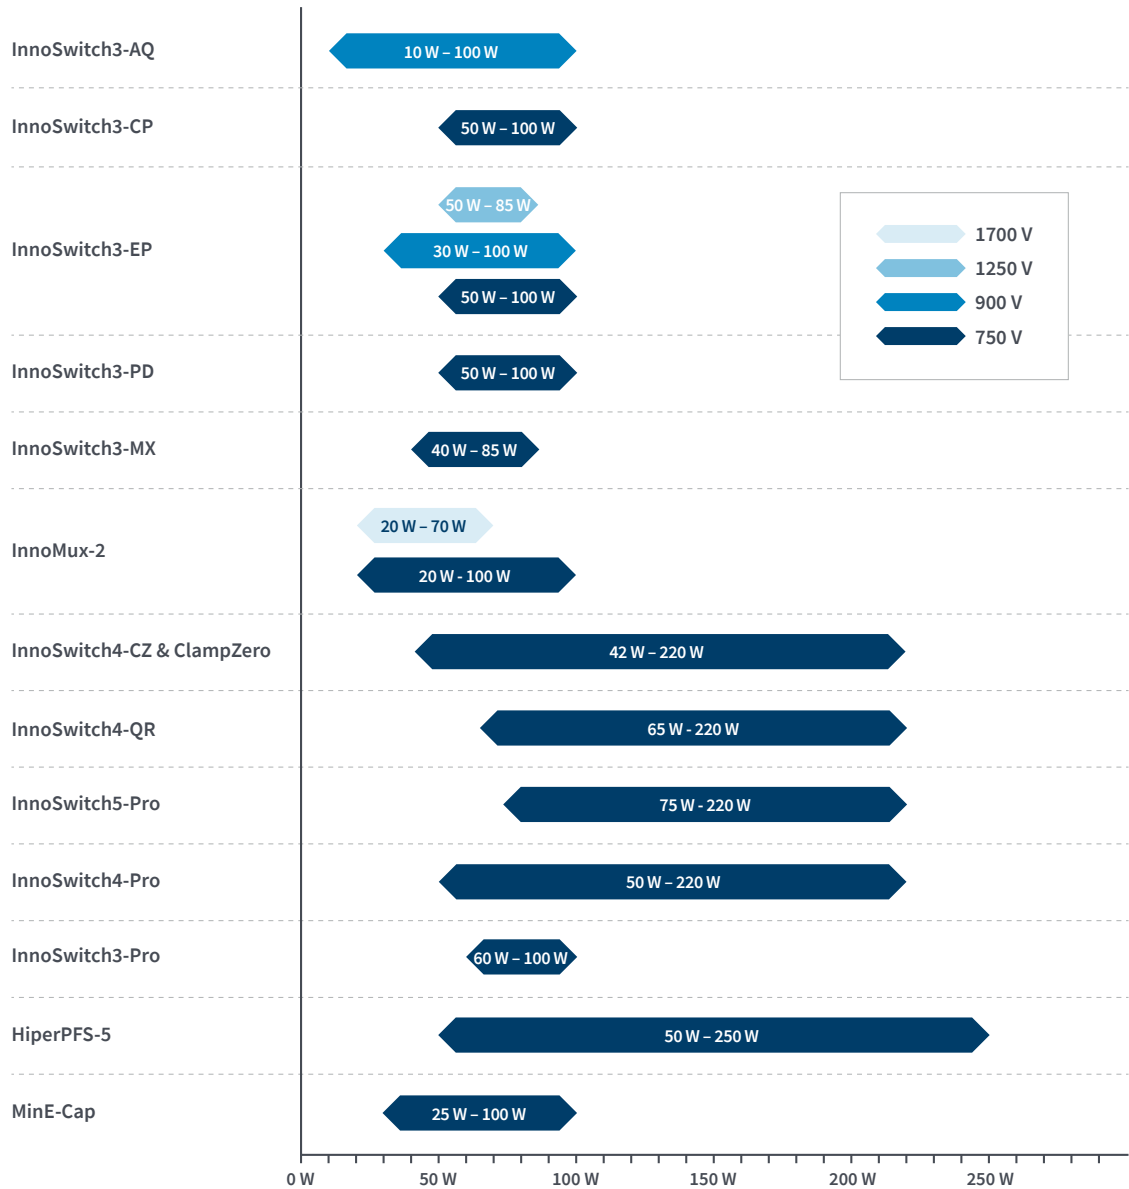 InnoSwitch3-AQ
10 W – 100 W
InnoSwitch3-CP
50 W – 100 W
InnoSwitch3-EP
50 W – 85 W
30 W – 100 W
50 W – 100 W
1700 V
1250 V
900 V
750 V
InnoSwitch3-PD
50 W – 100 W
InnoSwitch3-MX
40 W – 85 W
InnoMux-2
20 W – 70 W
20 W - 100 W
InnoSwitch4-CZ & ClampZero
42 W – 220 W
InnoSwitch4-QR
65 W - 220 W
InnoSwitch5-Pro
75 W - 220 W
InnoSwitch4-Pro
50 W – 220 W
InnoSwitch3-Pro
60 W – 100 W
HiperPFS-5
50 W – 250 W
MinE-Cap
25 W – 100 W
0 W 50 W 100 W 150 W 200 W 250 W